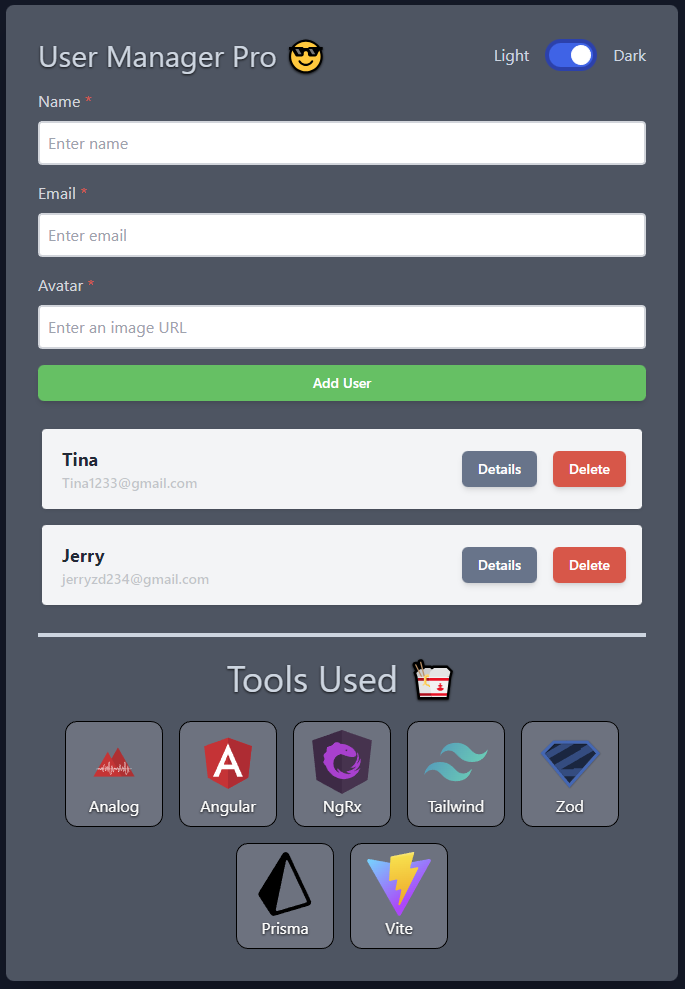 User Manager Pro 😎
Light Dark
Name *
Enter name
Email *
Enter email
Avatar *
Enter an image URL
Add User
Tina
Tina1233@gmail.com
Details Delete
Jerry
jerryzd234@gmail.com
Details Delete
Tools Used
Analog Angular NgRx Tailwind Zod
Prisma Vite